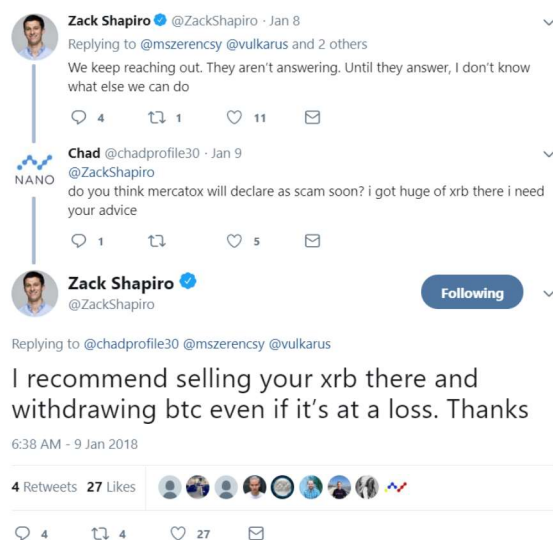 Zack Shapiro @ZackShapiro · Jan 8
Replying to @mszerencsy @vulkarus and 2 others
We keep reaching out. They aren't answering. Until they answer, I don't know
what else we can do
4 1 11
NANO
Chad @chadprofile30 · Jan 9
@ZackShapiro
do you think mercatox will declare as scam soon? i got huge of xrb there i need
your advice
1 5
Zack Shapiro
@ZackShapiro
Following
Replying to @chadprofile30 @mszerencsy @vulkarus
I recommend selling your xrb there and
withdrawing btc even if it's at a loss. Thanks
6:38 AM - 9 Jan 2018
4 Retweets 27 Likes
4 4 27